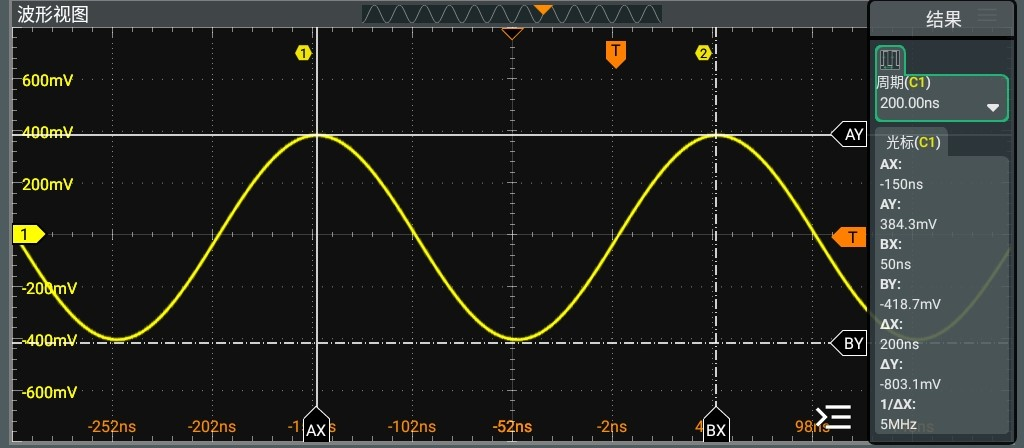 波形视图
结果
1
T
2
600mV
400mV
200mV
1
-200mV
-400mV
-600mV
AY
T
BY
-252ns
-202ns
AX
-102ns
-52ns
-2ns
BX
98ns
周期(C1)
200.00ns
光标(C1)
AX:
-150ns
AY:
384.3mV
BX:
50ns
BY:
-418.7mV
ΔX:
200ns
ΔY:
-803.1mV
1/ΔX:
5MHz